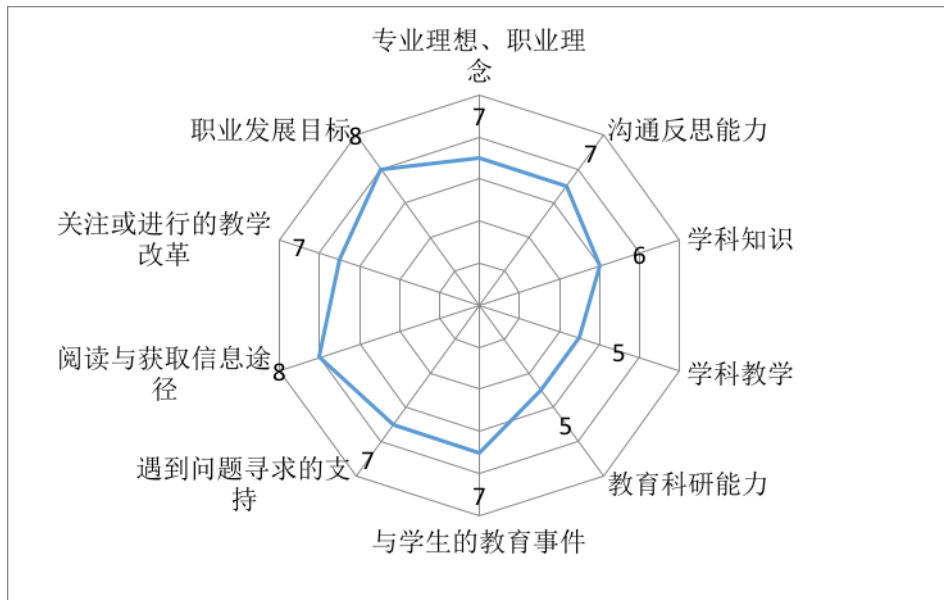 专业理想、职业理
念
7
沟通反思能力
7
学科知识
6
学科教学
5
教育科研能力
5
与学生的教育事件
7
遇到问题寻求的支
持
7
阅读与获取信息途
径
8
关注或进行的教学
改革
7
职业发展目标
8